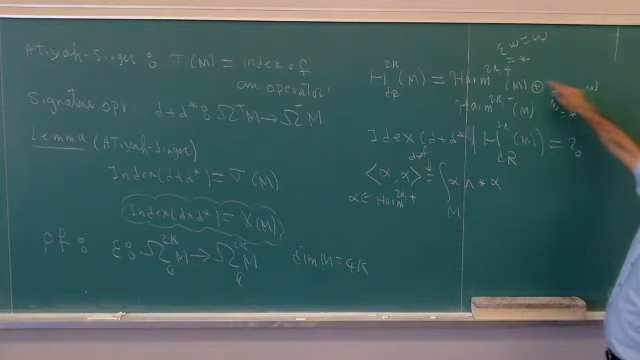 Atiyah-Singer : σ(M) = index of
an operator.
Signature opr. d+d* : Ω⁺M → Ω⁻M
Lemma (Atiyah-Singer)
Index(d+d*) = σ(M)
Index(d+d*) = χ(M)
pf : ε : Ω^{2k}_ℂ M → Ω^{2k}_ℂ M dim M = 4k
εω = ω
ε = *
H^{2k}_{dR}(M) = Harm^{2k+}(M) ⊕
Harm^{2k-}(M)
Index(d+d* | H^{2k}_{dR}(M)) = ?
⟨α, α⟩ def= ∫_M α ∧ *α
α ∈ Harm^{2k+}